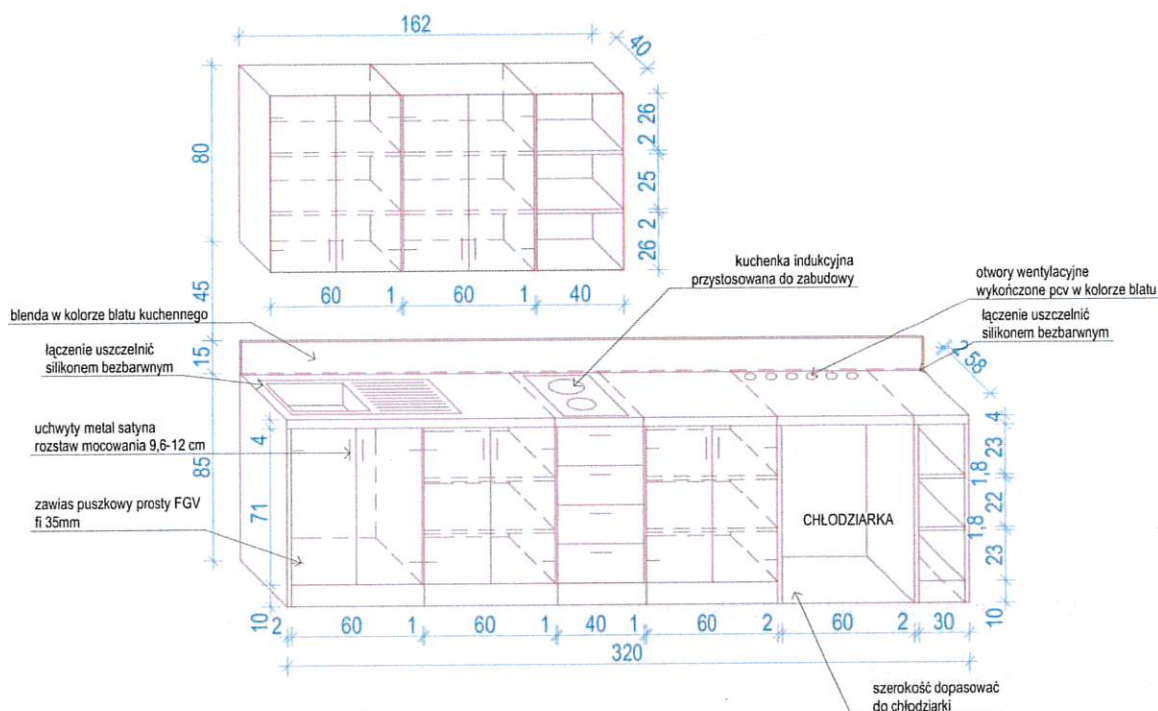 162
40
80
26
2
25
2
26
60 1 60 1 40
45
15
85
kuchenka indukcyjna
przystosowana do zabudowy
otwory wentylacyjne
wykończone pcv w kolorze blatu
łączenie uszczelnić
silikonem bezbarwnym
blenda w kolorze blatu kuchennego
łączenie uszczelnić
silikonem bezbarwnym
uchwyty metal satyna
rozstaw mocowania 9,6-12 cm
zawias puszkowy prosty FGV
fi 35mm
2 58
4
71
10
CHŁODZIARKA
4
23
1,8
22
1,8
23
10
2 60 1 60 1 40 1 60 2 60 2 30
320
szerokość dopasować
do chłodziarki